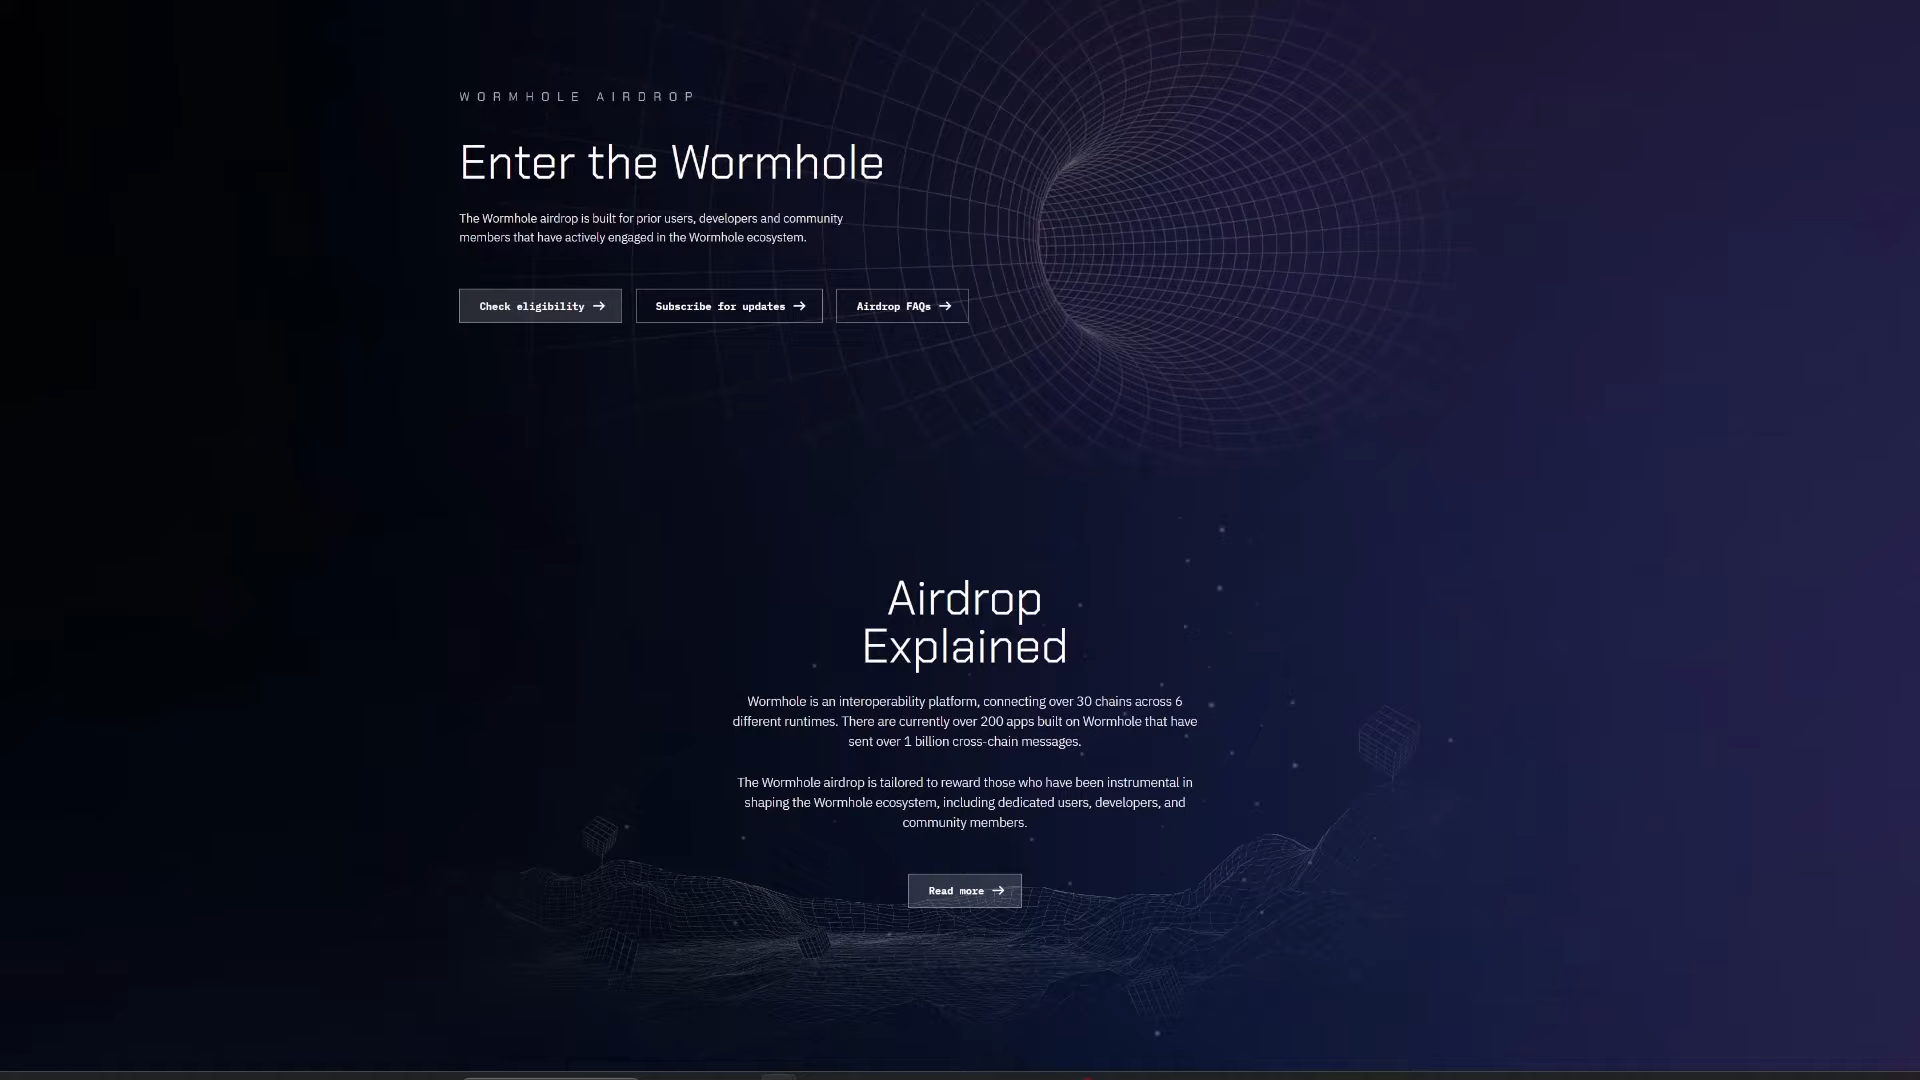 WORMHOLE AIRDROP
Enter the Wormhole
The Wormhole airdrop is built for prior users, developers and community
members that have actively engaged in the Wormhole ecosystem.
Check eligibility →
Subscribe for updates →
Airdrop FAQs →
Airdrop
Explained
Wormhole is an interoperability platform, connecting over 30 chains across 6
different runtimes. There are currently over 200 apps built on Wormhole that have
sent over 1 billion cross-chain messages.
The Wormhole airdrop is tailored to reward those who have been instrumental in
shaping the Wormhole ecosystem, including dedicated users, developers, and
community members.
Read more →